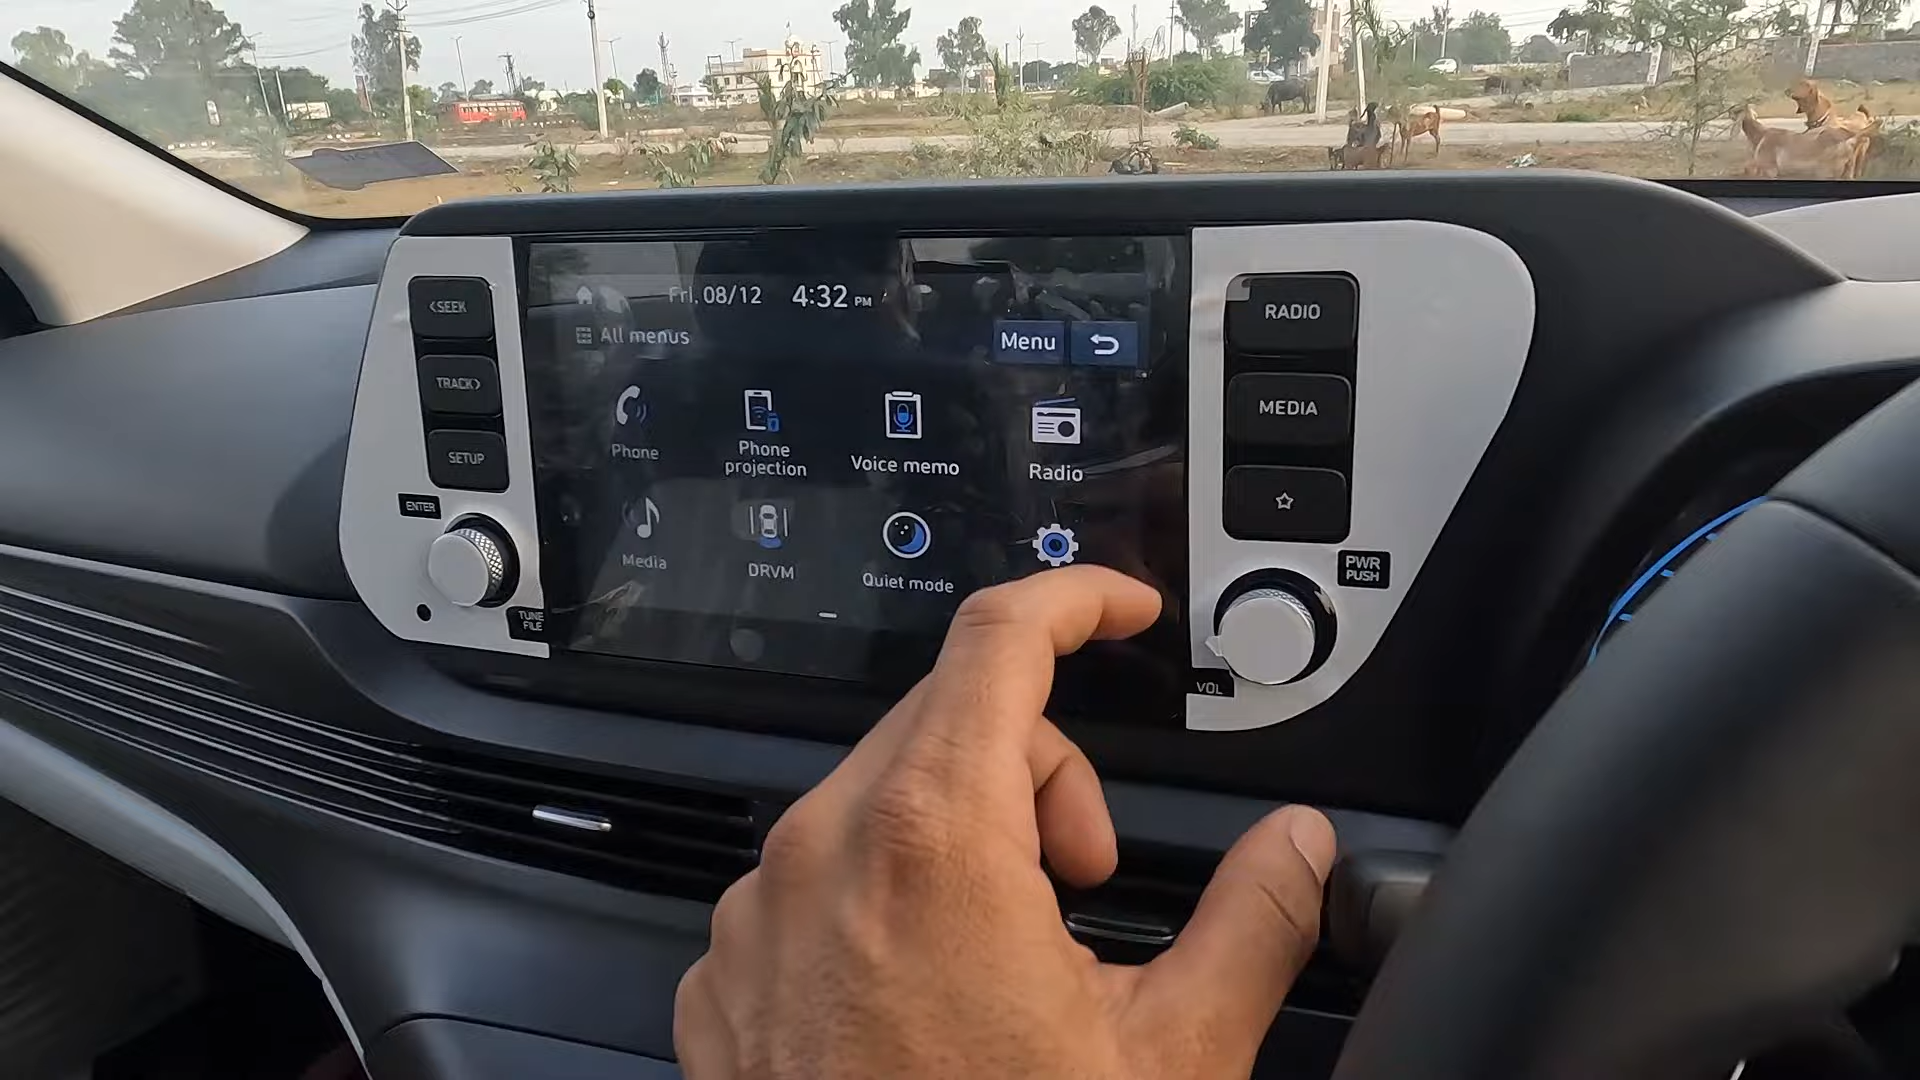 <SEEK
TRACK>
SETUP
ENTER
TUNE
FILE
Fri. 08/12 4:32 PM
All menus
Menu
Phone
Phone
projection
Voice memo
Radio
Media
DRVM
Quiet mode
RADIO
MEDIA
PWR
PUSH
VOL